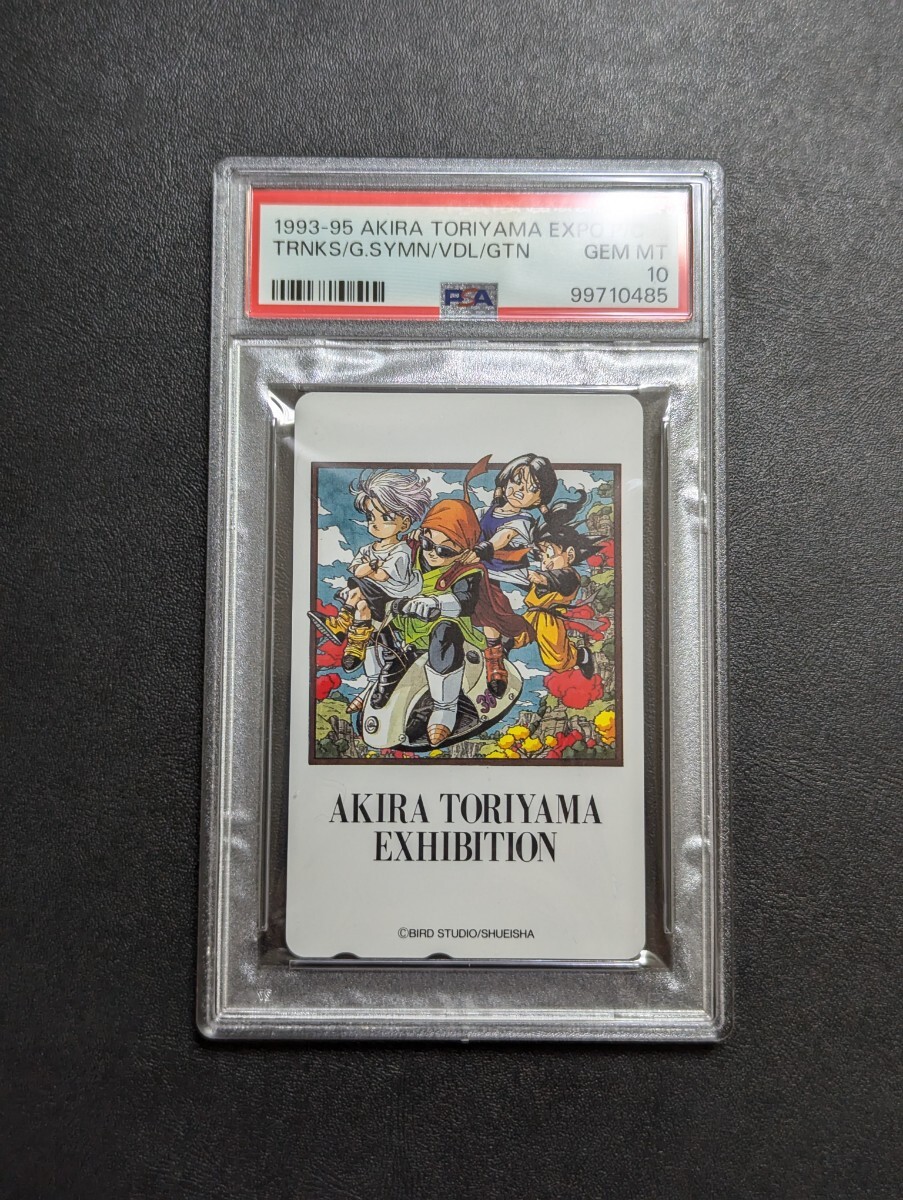 1993-95 AKIRA TORIYAMA EXPO
TRNKS/G.SYMN/VDL/GTN GEM MT
10
PSA 99710485
AKIRA TORIYAMA
EXHIBITION
©BIRD STUDIO/SHUEISHA